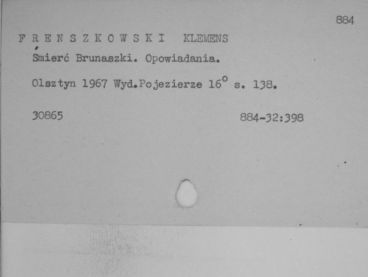 884
F R E N S Z K O W S K I KLEMENS
Śmierć Brunaszki. Opowiadania.
Olsztyn 1967 Wyd.Pojezierze 16° s. 138.
30865 884-32:398